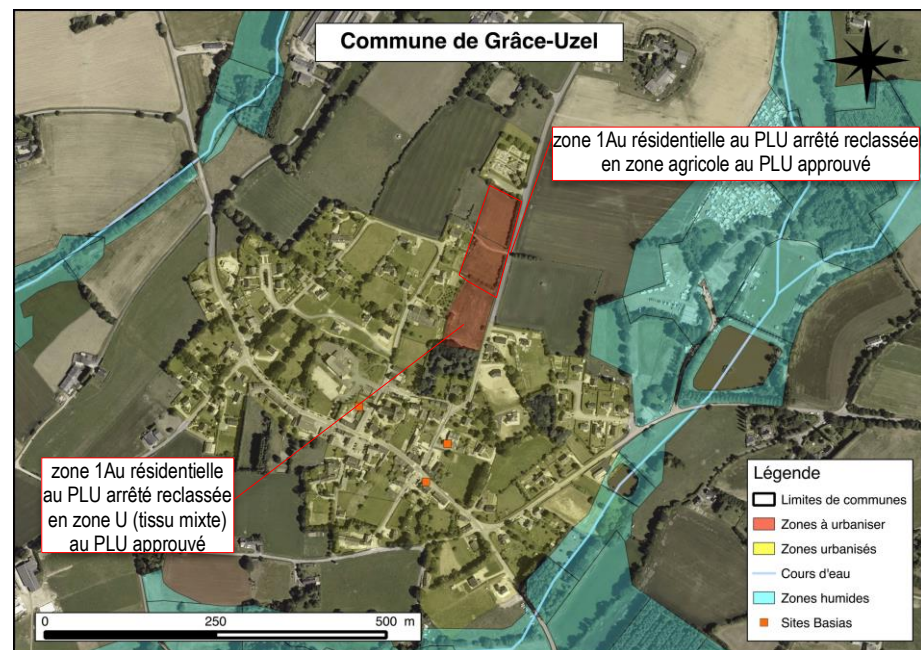 Commune de Grâce-Uzel
zone 1Au résidentielle au PLU arrêté reclassée
en zone agricole au PLU approuvé
zone 1Au résidentielle
au PLU arrêté reclassée
en zone U (tissu mixte)
au PLU approuvé
Légende
Limites de communes
Zones à urbaniser
Zones urbanisés
Cours d'eau
Zones humides
Sites Basias
0 250 500 m